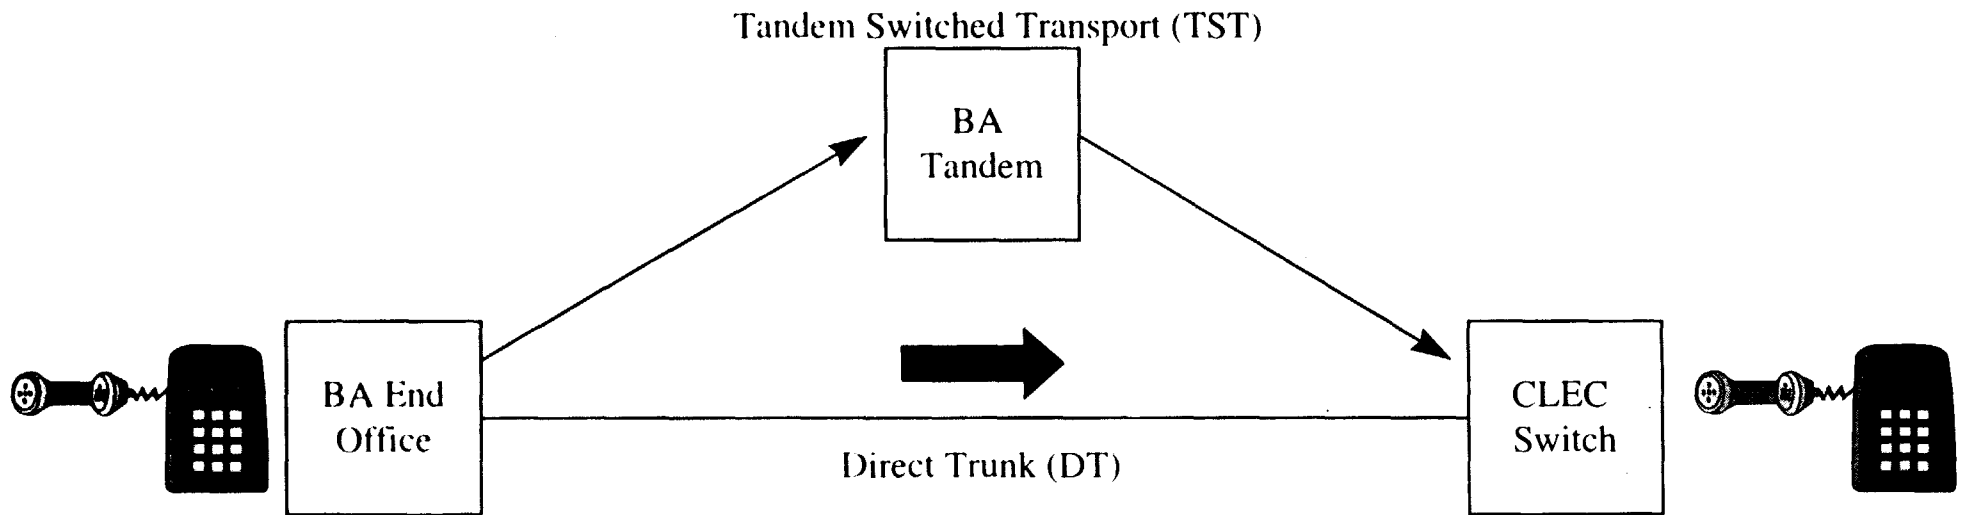 Tandem Switched Transport (TST)
BA
Tandem
BA End
Office
CLEC
Switch
Direct Trunk (DT)